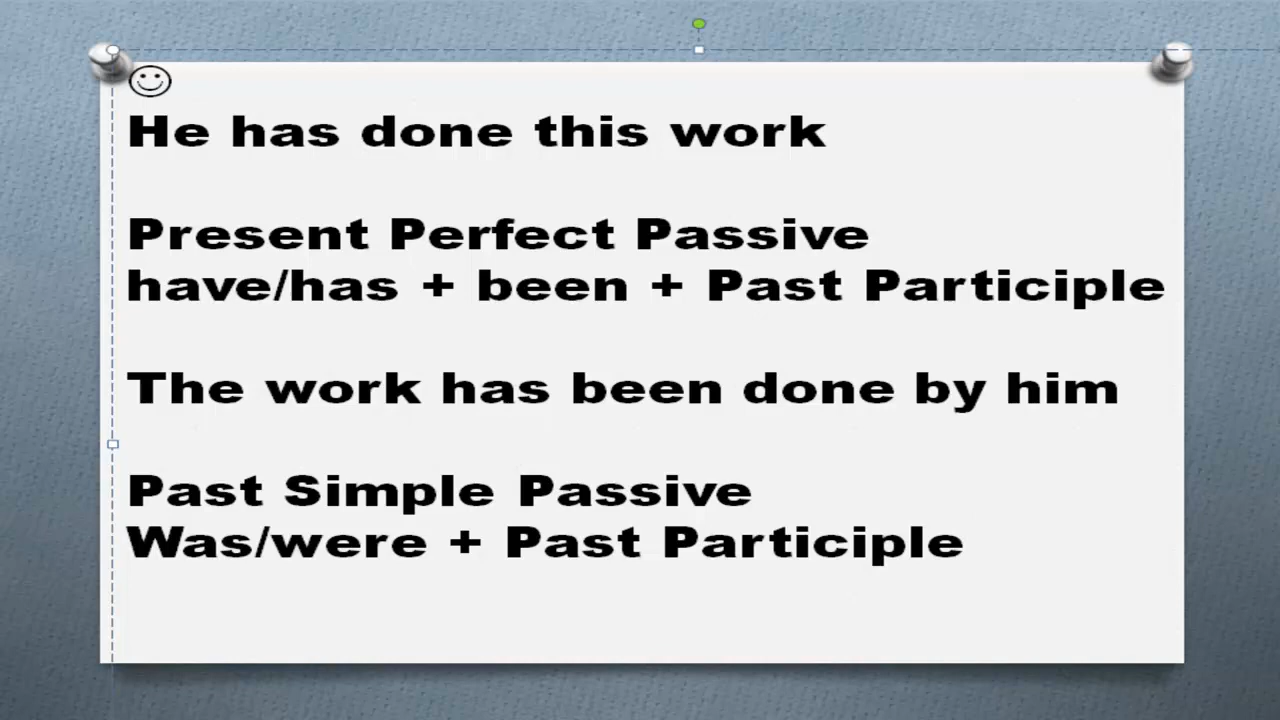 He has done this work
Present Perfect Passive
have/has + been + Past Participle
The work has been done by him
Past Simple Passive
Was/were + Past Participle